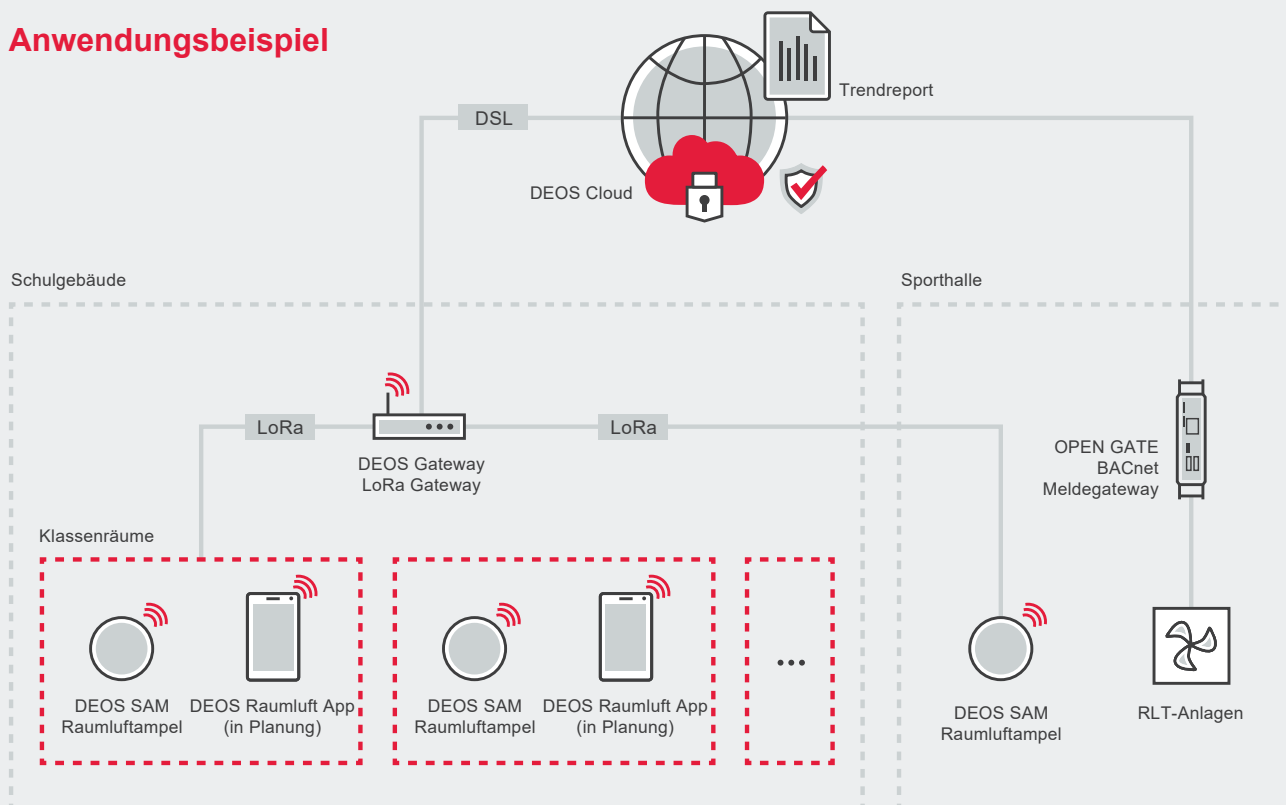 Anwendungsbeispiel
Trendreport
DSL
DEOS Cloud
Schulgebäude
Sporthalle
LoRa
LoRa
DEOS Gateway
LoRa Gateway
OPEN GATE
BACnet
Meldegateway
Klassenräume
DEOS SAM
Raumluftampel
DEOS Raumluft App
(in Planung)
DEOS SAM
Raumluftampel
DEOS Raumluft App
(in Planung)
...
DEOS SAM
Raumluftampel
RLT-Anlagen